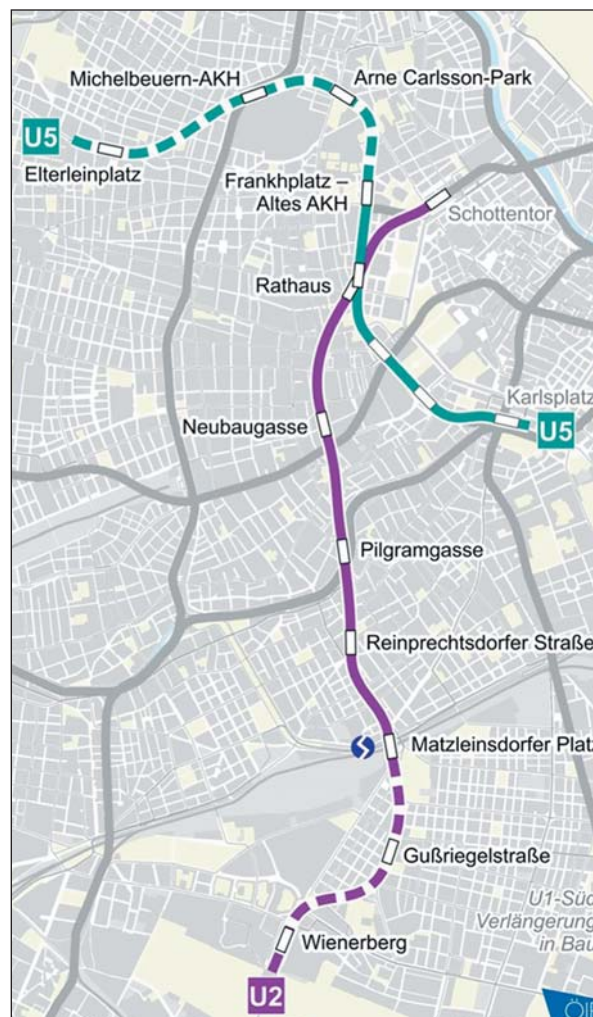 Michelbeuern-AKH
Arne Carlsson-Park
U5
Elterleinplatz
Frankhplatz –
Altes AKH
Schottentor
Rathaus
Karlsplatz
U5
Neubaugasse
Pilgramgasse
Reinprechtsdorfer Straße
Matzleinsdorfer Platz
Gußriegelstraße
U1-Süd
Verlängerung
in Bau
Wienerberg
U2